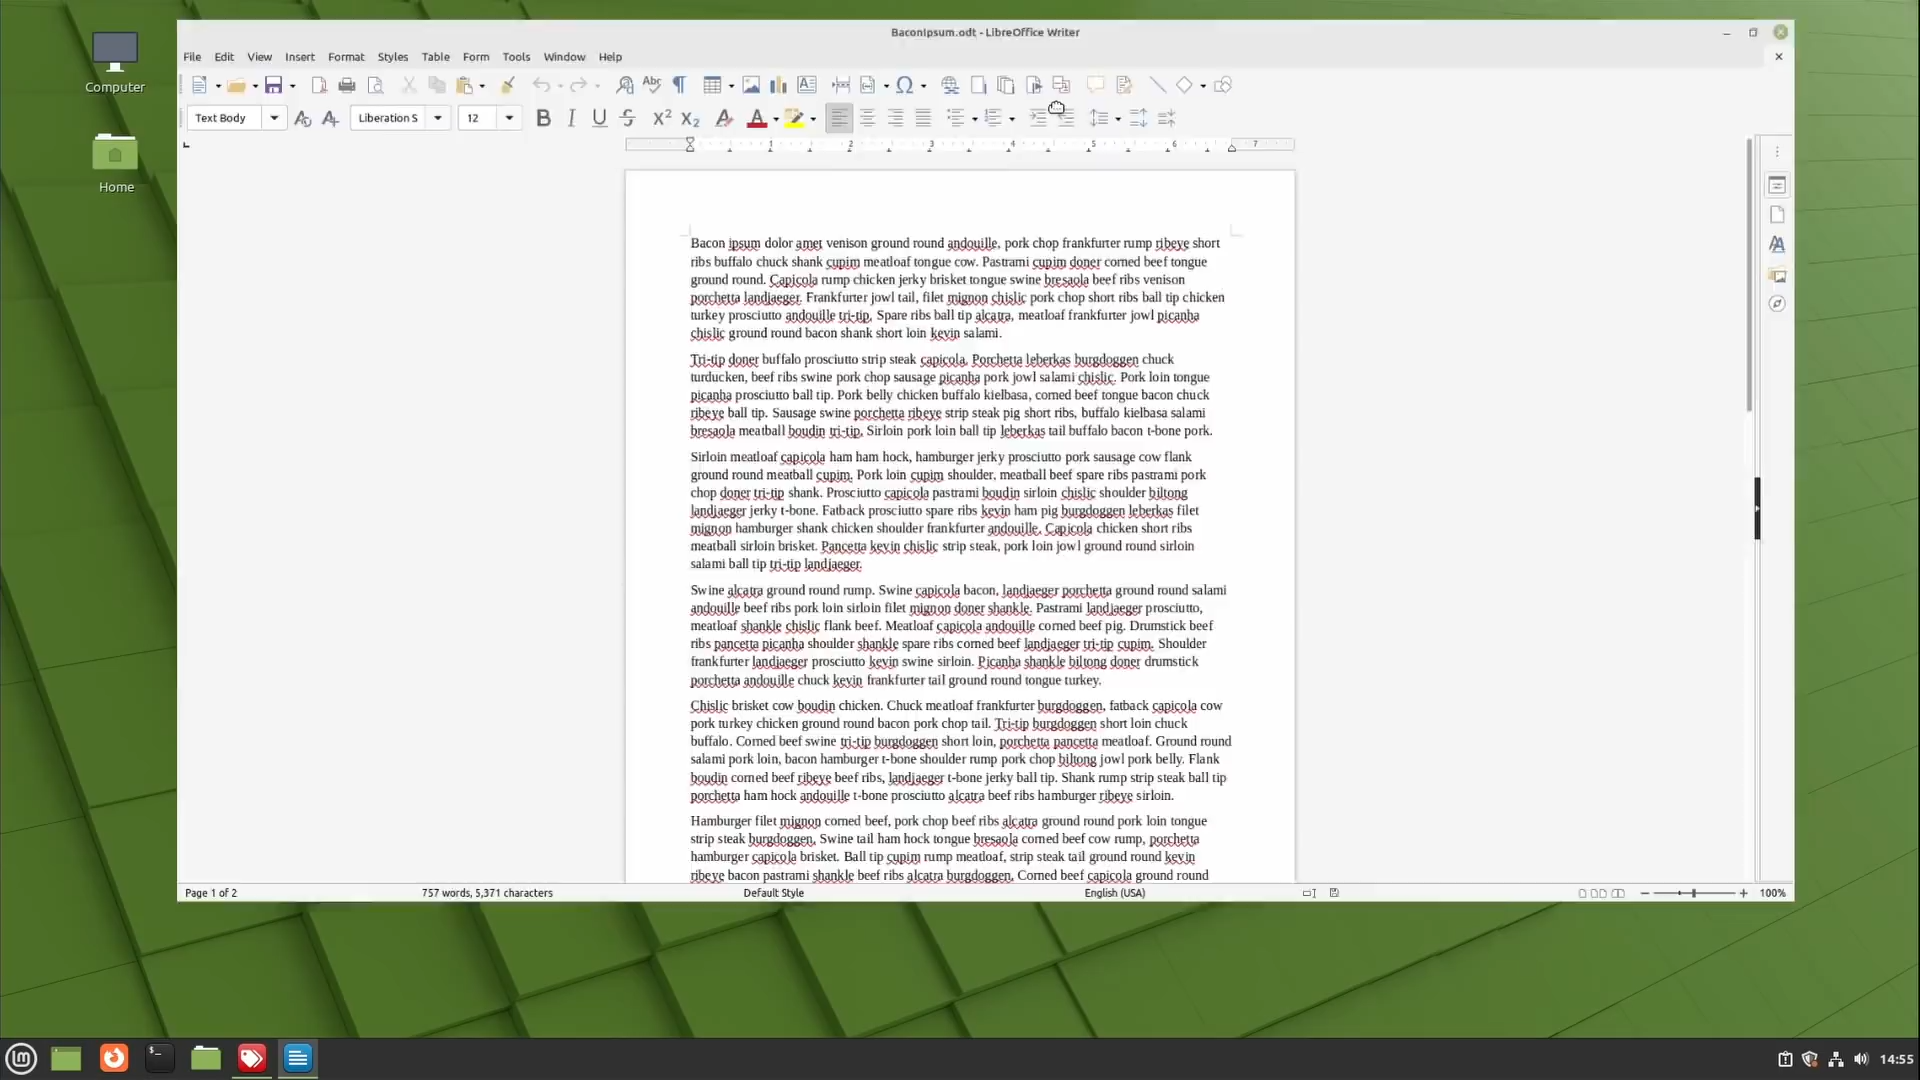 BaconIpsum.odt - LibreOffice Writer
Computer
Home
File Edit View Insert Format Styles Table Form Tools Window Help
Text Body Liberation S 12
1 2 3 4 5 6 7
Bacon ipsum dolor amet venison ground round andouille, pork chop frankfurter rump ribeye short
ribs buffalo chuck shank cupim meatloaf tongue cow. Pastrami cupim doner corned beef tongue
ground round. Capicola rump chicken jerky brisket tongue swine bresaola beef ribs venison
porchetta landjaeger. Frankfurter jowl tail, filet mignon chislic pork chop short ribs ball tip chicken
turkey prosciutto andouille tri-tip. Spare ribs ball tip alcatra, meatloaf frankfurter jowl picanha
chislic ground round bacon shank short loin kevin salami.
Tri-tip doner buffalo prosciutto strip steak capicola. Porchetta leberkas burgdoggen chuck
turducken, beef ribs swine pork chop sausage picanha pork jowl salami chislic. Pork loin tongue
picanha prosciutto ball tip. Pork belly chicken buffalo kielbasa, corned beef tongue bacon chuck
ribeye ball tip. Sausage swine porchetta ribeye strip steak pig short ribs, buffalo kielbasa salami
bresaola meatball boudin tri-tip. Sirloin pork loin ball tip leberkas tail buffalo bacon t-bone pork.
Sirloin meatloaf capicola ham ham hock, hamburger jerky prosciutto pork sausage cow flank
ground round meatball cupim. Pork loin cupim shoulder, meatball beef spare ribs pastrami pork
chop doner tri-tip shank. Prosciutto capicola pastrami boudin sirloin chislic shoulder biltong
landjaeger jerky t-bone. Fatback prosciutto spare ribs kevin ham pig burgdoggen leberkas filet
mignon hamburger shank chicken shoulder frankfurter andouille. Capicola chicken short ribs
meatball sirloin brisket. Pancetta kevin chislic strip steak, pork loin jowl ground round sirloin
salami ball tip tri-tip landjaeger.
Swine alcatra ground round rump. Swine capicola bacon, landjaeger porchetta ground round salami
andouille beef ribs pork loin sirloin filet mignon doner shankle. Pastrami landjaeger prosciutto,
meatloaf shankle chislic flank beef. Meatloaf capicola andouille corned beef pig. Drumstick beef
ribs pancetta picanha shoulder shankle spare ribs corned beef landjaeger tri-tip cupim. Shoulder
frankfurter landjaeger prosciutto kevin swine sirloin. Picanha shankle biltong doner drumstick
porchetta andouille chuck kevin frankfurter tail ground round tongue turkey.
Chislic brisket cow boudin chicken. Chuck meatloaf frankfurter burgdoggen, fatback capicola cow
pork turkey chicken ground round bacon pork chop tail. Tri-tip burgdoggen short loin chuck
buffalo. Corned beef swine tri-tip burgdoggen short loin, porchetta pancetta meatloaf. Ground round
salami pork loin, bacon hamburger t-bone shoulder rump pork chop biltong jowl pork belly. Flank
boudin corned beef ribeye beef ribs, landjaeger t-bone jerky ball tip. Shank rump strip steak ball tip
porchetta ham hock andouille t-bone prosciutto alcatra beef ribs hamburger ribeye sirloin.
Hamburger filet mignon corned beef, pork chop beef ribs alcatra ground round pork loin tongue
strip steak burgdoggen. Swine tail ham hock tongue bresaola corned beef cow rump, porchetta
hamburger capicola brisket. Ball tip cupim rump meatloaf, strip steak tail ground round kevin
ribeye bacon pastrami shankle beef ribs alcatra burgdoggen. Corned beef capicola ground round
Page 1 of 2 757 words, 5,371 characters Default Style English (USA) 100%
14:55